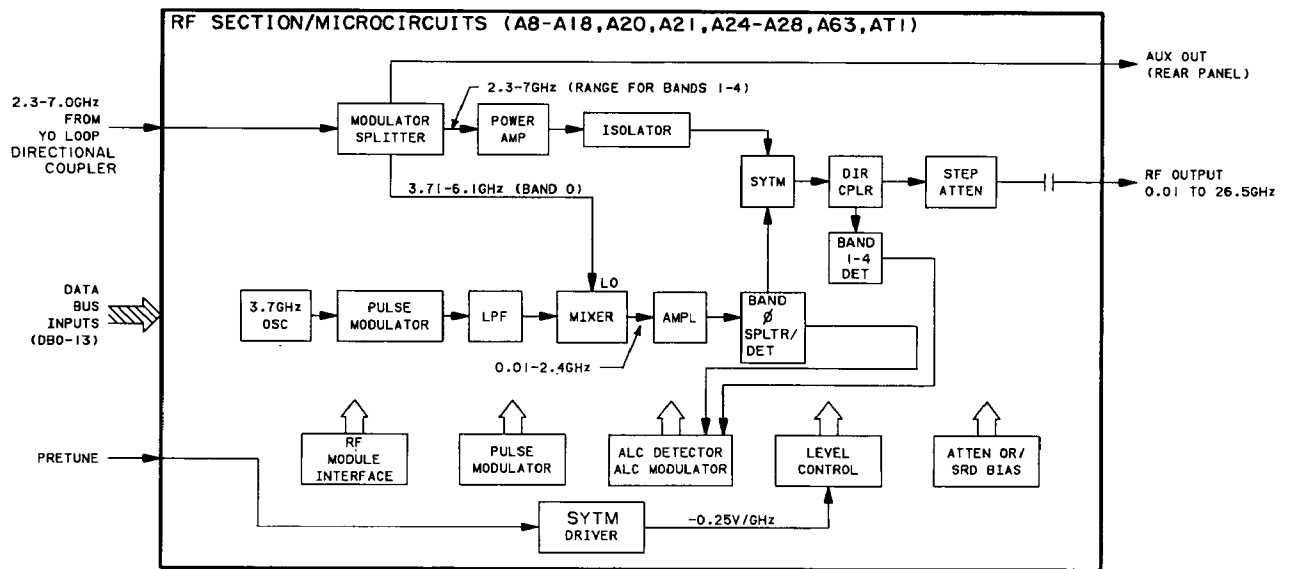 RF SECTION/MICROCIRCUITS (A8-A18,A20,A21,A24-A28,A63,AT1)
AUX OUT
(REAR PANEL)
2.3-7GHz (RANGE FOR BANDS 1-4)
2.3-7.0GHz
FROM
YO LOOP
DIRECTIONAL
COUPLER
MODULATOR
SPLITTER
POWER
AMP
ISOLATOR
SYTM
DIR
CPLR
STEP
ATTEN
RF OUTPUT
0.01 TO 26.5GHz
3.71-6.1GHz (BAND 0)
BAND
1-4
DET
DATA
BUS
INPUTS
(DB0-13)
3.7GHz
OSC
PULSE
MODULATOR
LPF
LO
MIXER
AMPL
BAND
Ø
SPLTR/
DET
0.01-2.4GHz
RF
MODULE
INTERFACE
PULSE
MODULATOR
ALC DETECTOR
ALC MODULATOR
LEVEL
CONTROL
ATTEN OR/
SRD BIAS
PRETUNE
SYTM
DRIVER
-0.25V/GHz